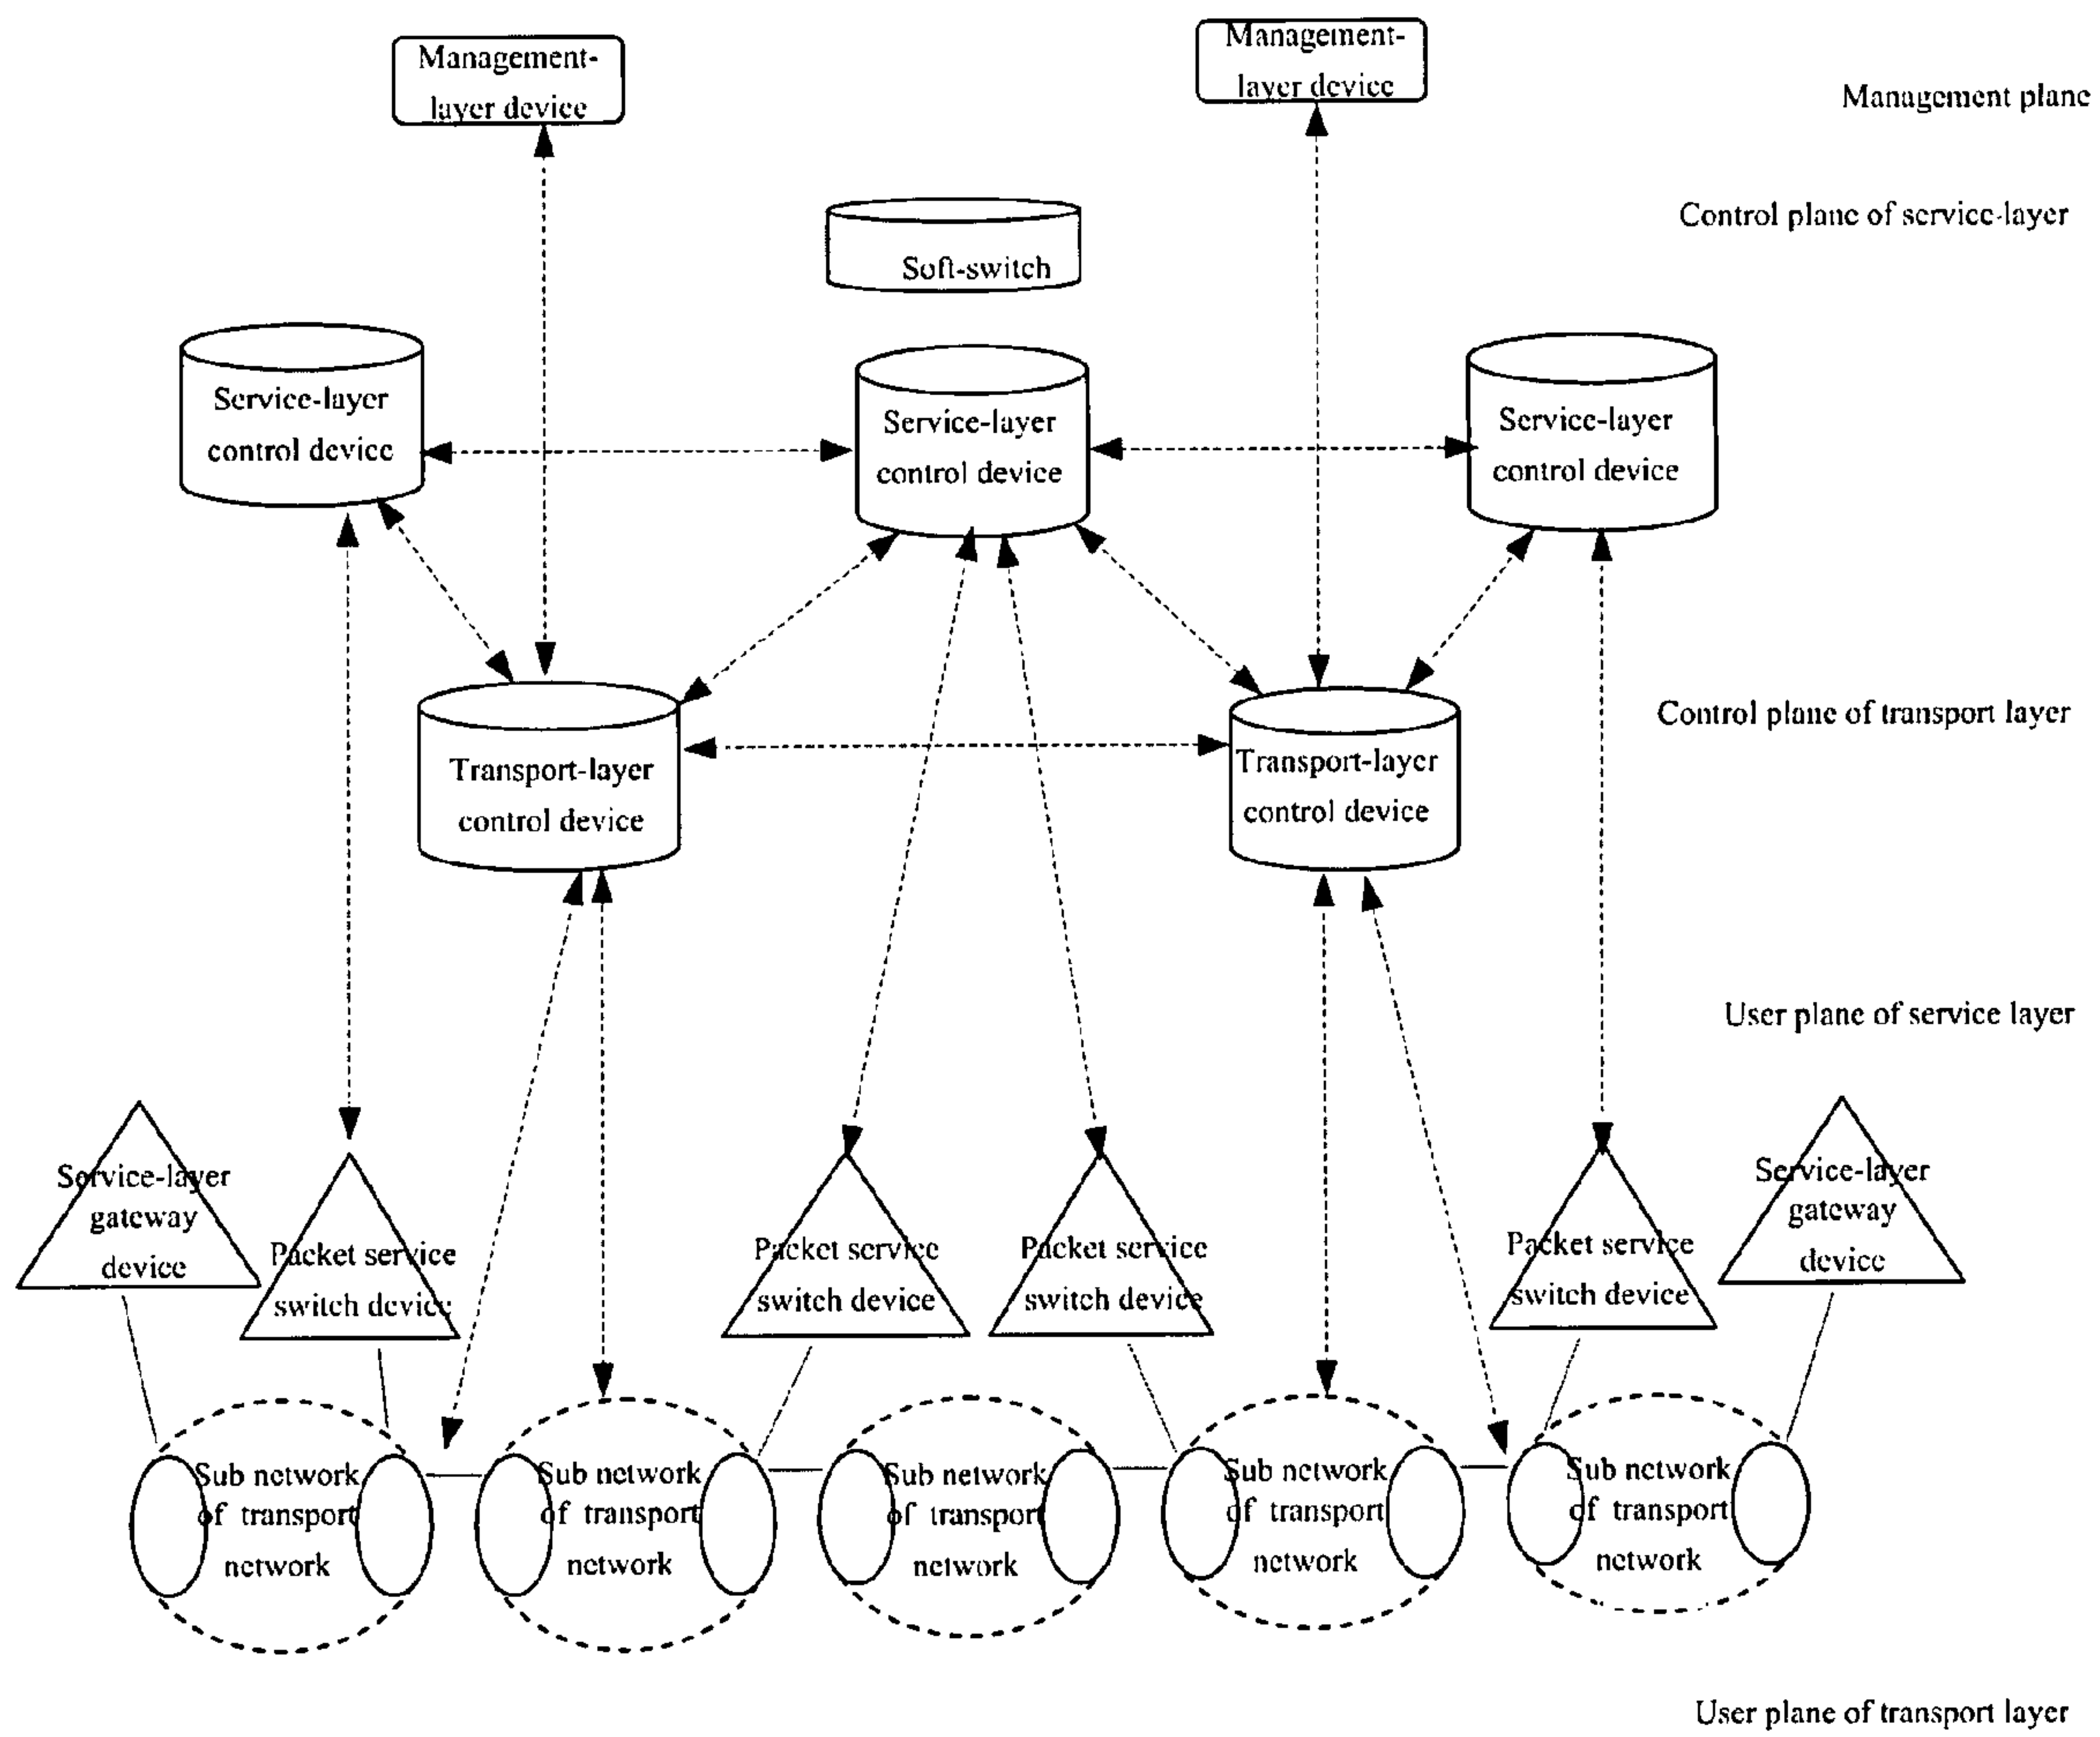 Management-
layer device
Management-
layer device
Management plane
Control plane of service-layer
Soft-switch
Service-layer
control device
Service-layer
control device
Service-layer
control device
Control plane of transport layer
Transport-layer
control device
Transport-layer
control device
User plane of service layer
Service-layer
gateway
device
Packet service
switch device
Packet service
switch device
Packet service
switch device
Packet service
switch device
Service-layer
gateway
device
Sub network
of transport
network
Sub network
of transport
network
Sub network
of transport
network
Sub network
of transport
network
Sub network
of transport
network
User plane of transport layer